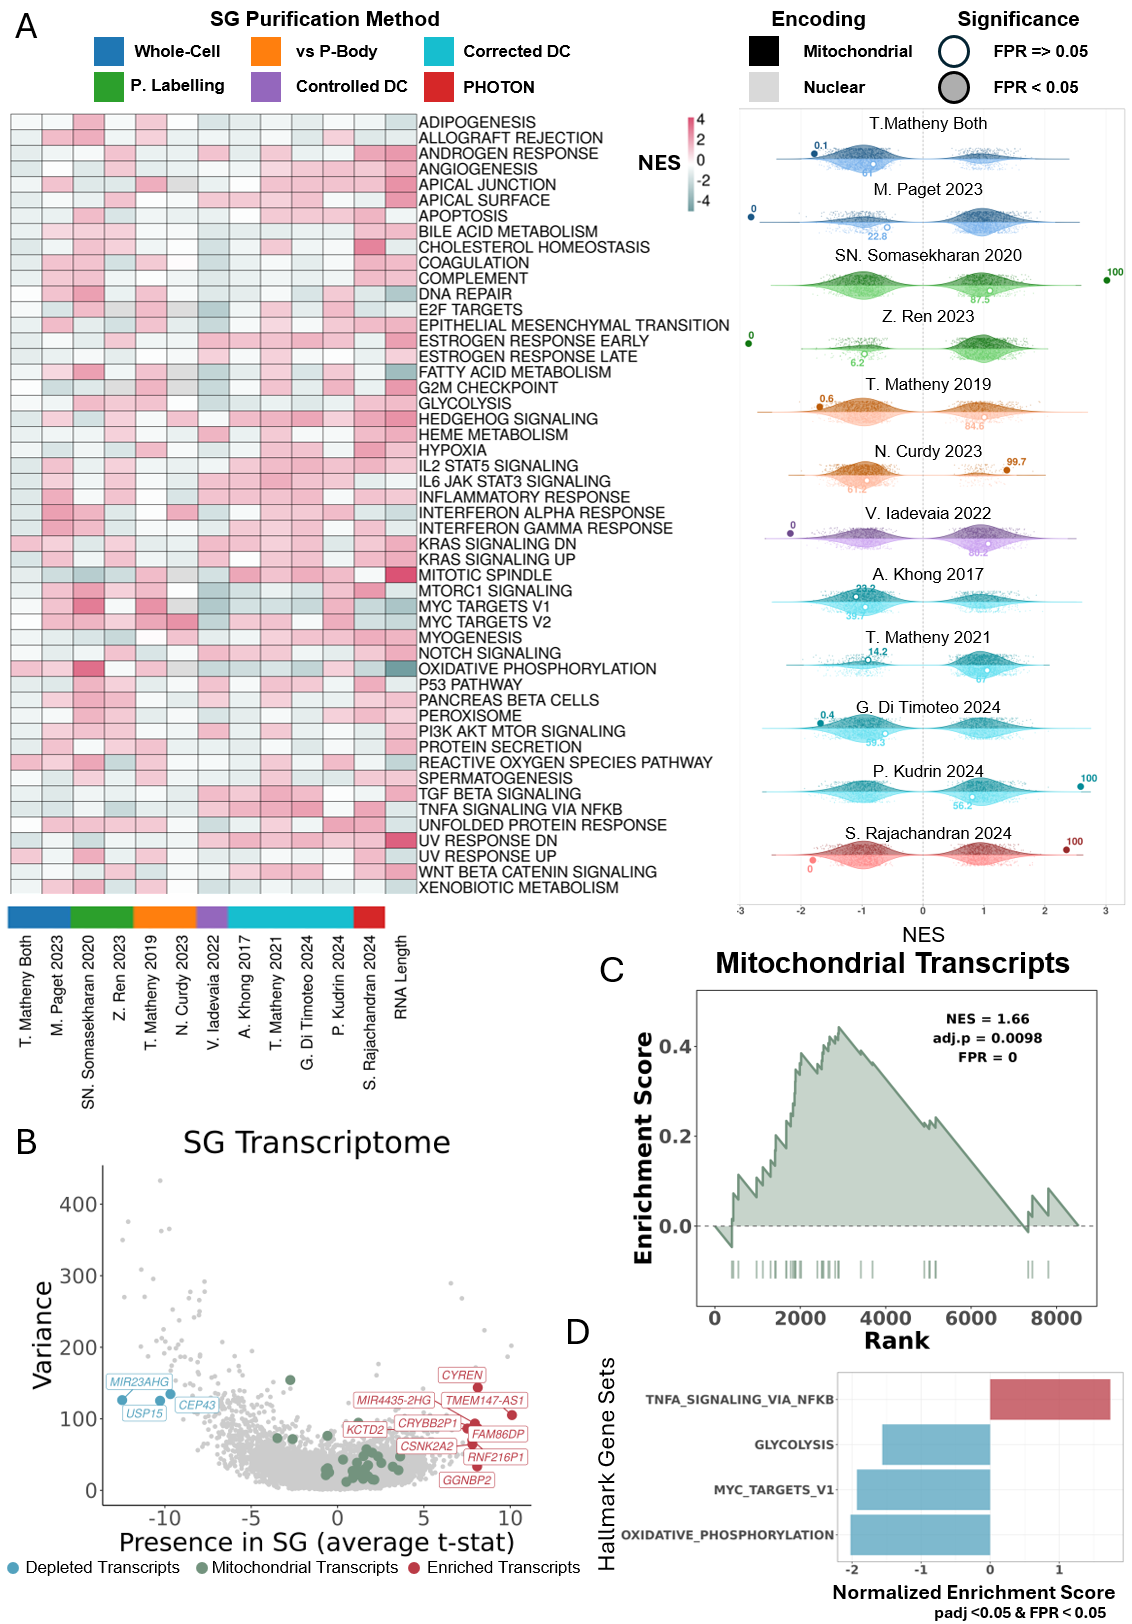 A
SG Purification Method
Whole-Cell
vs P-Body
Corrected DC
P. Labelling
Controlled DC
PHOTON
Encoding
Significance
Mitochondrial
FPR => 0.05
Nuclear
FPR < 0.05
ADIPOGENESIS
ALLOGRAFT REJECTION
ANDROGEN RESPONSE
ANGIOGENESIS
APICAL JUNCTION
APICAL SURFACE
APOPTOSIS
BILE ACID METABOLISM
CHOLESTEROL HOMEOSTASIS
COAGULATION
COMPLEMENT
DNA REPAIR
E2F TARGETS
EPITHELIAL MESENCHYMAL TRANSITION
ESTROGEN RESPONSE EARLY
ESTROGEN RESPONSE LATE
FATTY ACID METABOLISM
G2M CHECKPOINT
GLYCOLYSIS
HEDGEHOG SIGNALING
HEME METABOLISM
HYPOXIA
IL2 STAT5 SIGNALING
IL6 JAK STAT3 SIGNALING
INFLAMMATORY RESPONSE
INTERFERON ALPHA RESPONSE
INTERFERON GAMMA RESPONSE
KRAS SIGNALING DN
KRAS SIGNALING UP
MITOTIC SPINDLE
MTORC1 SIGNALING
MYC TARGETS V1
MYC TARGETS V2
MYOGENESIS
NOTCH SIGNALING
OXIDATIVE PHOSPHORYLATION
P53 PATHWAY
PANCREAS BETA CELLS
PEROXISOME
PI3K AKT MTOR SIGNALING
PROTEIN SECRETION
REACTIVE OXYGEN SPECIES PATHWAY
SPERMATOGENESIS
TGF BETA SIGNALING
TNFA SIGNALING VIA NFKB
UNFOLDED PROTEIN RESPONSE
UV RESPONSE DN
UV RESPONSE UP
WNT BETA CATENIN SIGNALING
XENOBIOTIC METABOLISM
T. Matheny Both
M. Paget 2023
SN. Somasekharan 2020
Z. Ren 2023
T. Matheny 2019
N. Curdy 2023
V. Iadevaia 2022
A. Khong 2017
T. Matheny 2021
G. Di Timoteo 2024
P. Kudrin 2024
S. Rajachandran 2024
RNA Length
NES
4
2
0
-2
-4
T.Matheny Both
0.1
61
M. Paget 2023
0
22.8
SN. Somasekharan 2020
100
87.5
Z. Ren 2023
0
6.2
T. Matheny 2019
0.6
84.6
N. Curdy 2023
99.7
61.2
V. Iadevaia 2022
0
80.2
A. Khong 2017
23.2
39.7
T. Matheny 2021
14.2
67
G. Di Timoteo 2024
0.4
59.3
P. Kudrin 2024
100
56.2
S. Rajachandran 2024
100
0
-3 -2 -1 0 1 2 3
NES
C
Mitochondrial Transcripts
NES = 1.66
adj.p = 0.0098
FPR = 0
Enrichment Score
0.4
0.2
0.0
0 2000 4000 6000 8000
Rank
B
SG Transcriptome
Variance
400
300
200
100
0
MIR23AHG
USP15
CEP43
CYREN
MIR4435-2HG
TMEM147-AS1
KCTD2
CRYBB2P1
FAM86DP
CSNK2A2
RNF216P1
GGNBP2
-10 -5 0 5 10
Presence in SG (average t-stat)
Depleted Transcripts
Mitochondrial Transcripts
Enriched Transcripts
D
Hallmark Gene Sets
TNFA_SIGNALING_VIA_NFKB
GLYCOLYSIS
MYC_TARGETS_V1
OXIDATIVE_PHOSPHORYLATION
-2 -1 0 1
Normalized Enrichment Score
padj <0.05 & FPR < 0.05